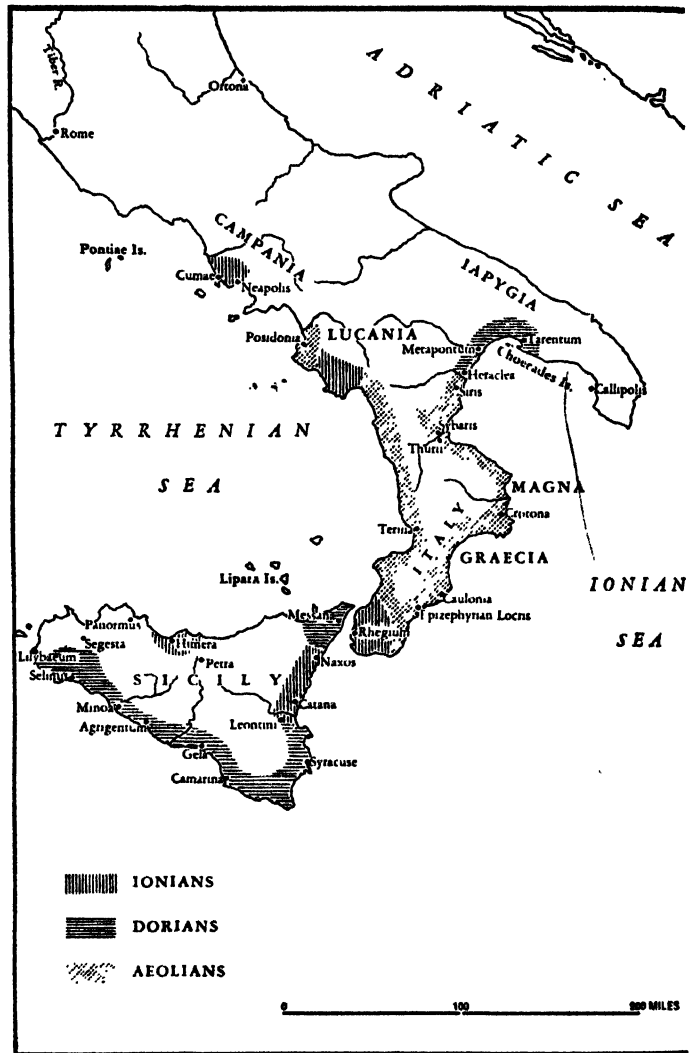 Tiber R.
Ortona
ADRIATIC SEA
Rome
CAMPANIA
Pontiae Is.
IAPYGIA
Cumae
Neapolis
Posidonia
LUCANIA
Metapontum
Tarentum
Choerades Is.
Heraclea
Siris
Callipolis
Sybaris
Thurii
TYRRHENIAN
SEA
MAGNA
Crotona
Terina
ITALY
GRAECIA
Lipara Is.
IONIAN
SEA
Caulonia
Messana
Epizephyrian Locris
Panormus
Himera
Rhegium
Segesta
Lilybaeum
Petra
Naxos
Selinus
SICILY
Minoa
Catana
Agrigentum
Leontini
Gela
Syracuse
Camarina
IONIANS
DORIANS
AEOLIANS
0 100 200 MILES